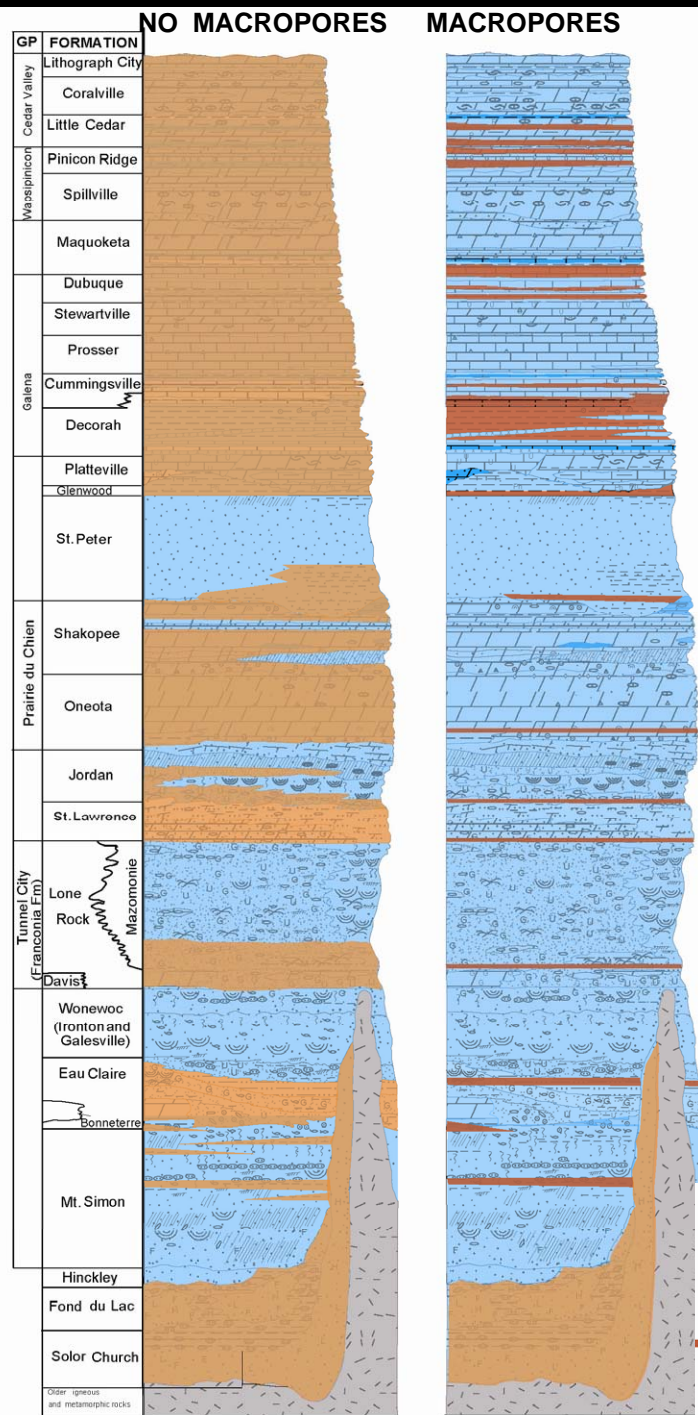 NO MACROPORES MACROPORES
GP FORMATION
Cedar Valley
Lithograph City
Coralville
Little Cedar
Wapsipinicon
Pinicon Ridge
Spillville
Maquoketa
Galena
Dubuque
Stewartville
Prosser
Cummingsville
Decorah
Platteville
Glenwood
St. Peter
Prairie du Chien
Shakopee
Oneota
Jordan
St. Lawrence
Tunnel City
(Franconia Fm)
Lone
Rock
Mazomonie
Davis
Wonewoc
(Ironton and
Galesville)
Eau Claire
Bonneterre
Mt. Simon
Hinckley
Fond du Lac
Solor Church
Older igneous
and metamorphic rocks